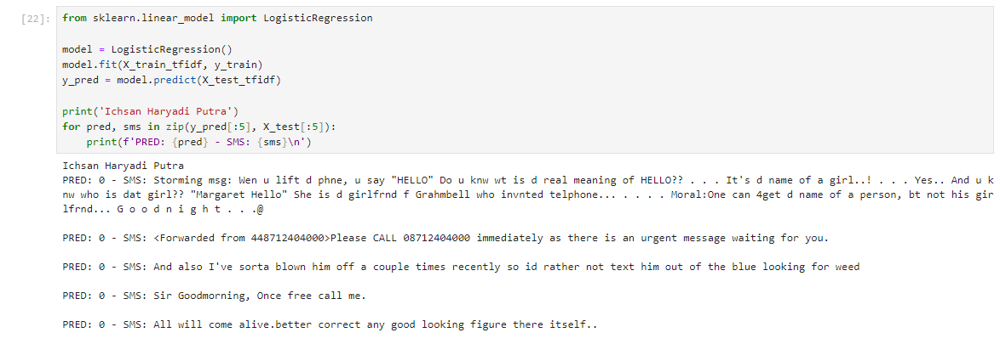 [22]: from sklearn.linear_model import LogisticRegression
model = LogisticRegression()
model.fit(X_train_tfidf, y_train)
y_pred = model.predict(X_test_tfidf)
print('Ichsan Haryadi Putra')
for pred, sms in zip(y_pred[:5], X_test[:5]):
    print(f'PRED: {pred} - SMS: {sms}\n')
Ichsan Haryadi Putra
PRED: 0 - SMS: Storming msg: Wen u lift d phne, u say "HELLO" Do u knw wt is d real meaning of HELLO?? . . . It's d name of a girl..! . . . Yes.. And u k
nw who is dat girl?? "Margaret Hello" She is d girlfrnd f Grahmbell who invnted telphone... . . . . Moral:One can 4get d name of a person, bt not his gir
lfrnd... G o o d n i g h t . . .@
PRED: 0 - SMS: <Forwarded from 448712404000>Please CALL 08712404000 immediately as there is an urgent message waiting for you.
PRED: 0 - SMS: And also I've sorta blown him off a couple times recently so id rather not text him out of the blue looking for weed
PRED: 0 - SMS: Sir Goodmorning, Once free call me.
PRED: 0 - SMS: All will come alive.better correct any good looking figure there itself..